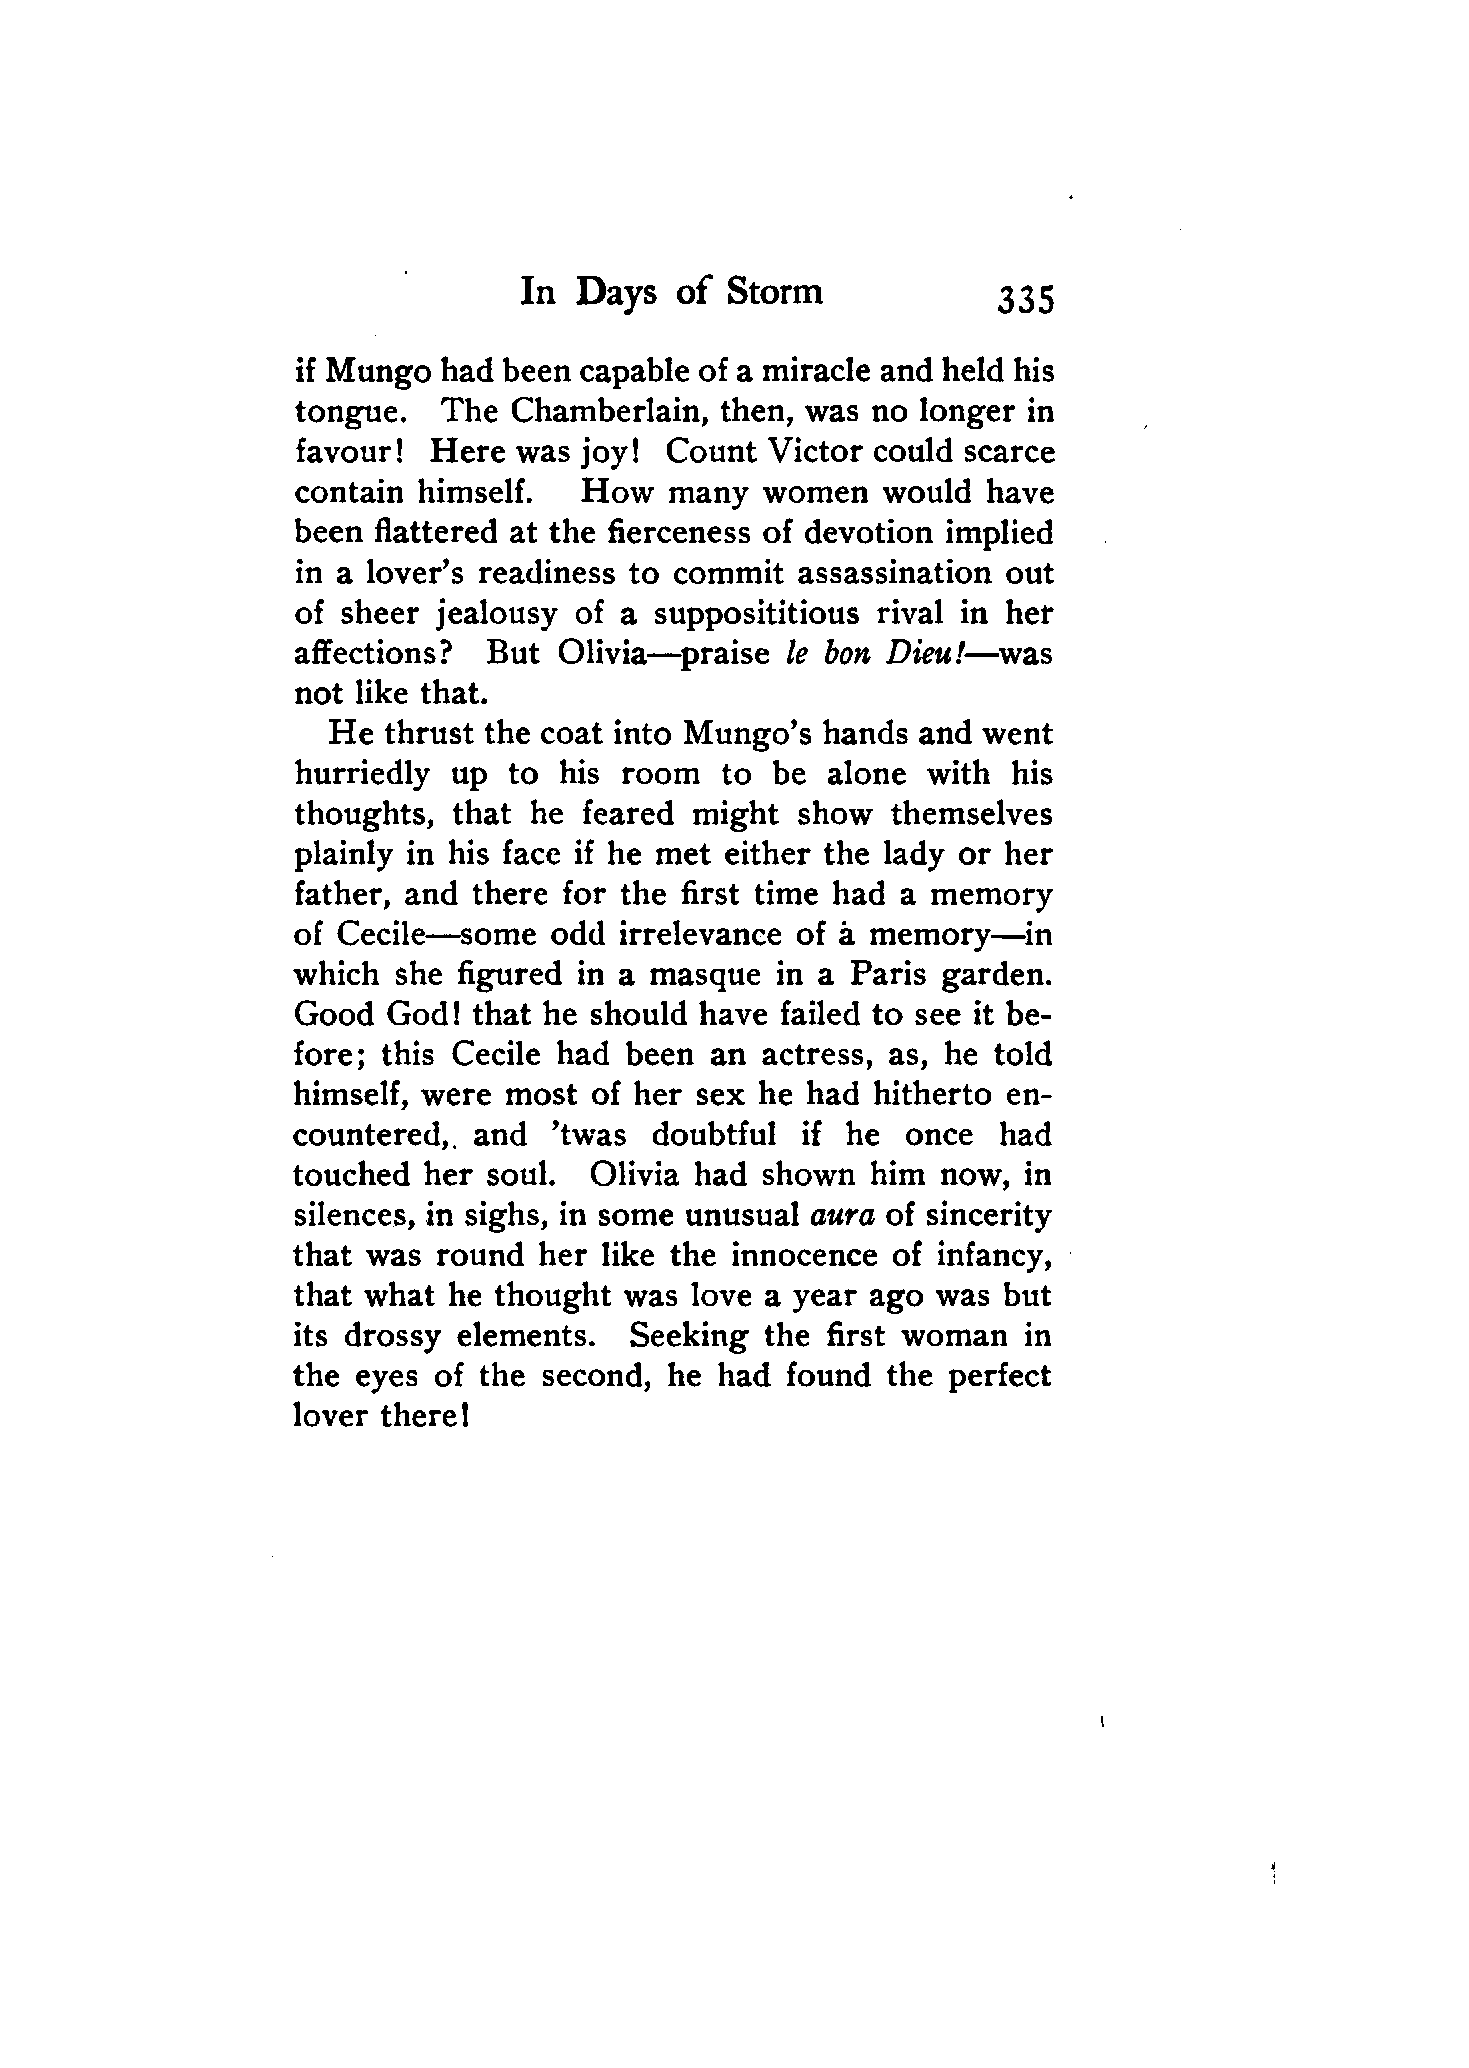 In Days of Storm 335
if Mungo had been capable of a miracle and held his
tongue. The Chamberlain, then, was no longer in
favour! Here was joy! Count Victor could scarce
contain himself. How many women would have
been flattered at the fierceness of devotion implied
in a lover's readiness to commit assassination out
of sheer jealousy of a supposititious rival in her
affections? But Olivia—praise le bon Dieu!—was
not like that.
He thrust the coat into Mungo's hands and went
hurriedly up to his room to be alone with his
thoughts, that he feared might show themselves
plainly in his face if he met either the lady or her
father, and there for the first time had a memory
of Cecile—some odd irrelevance of a memory—in
which she figured in a masque in a Paris garden.
Good God! that he should have failed to see it be-
fore; this Cecile had been an actress, as, he told
himself, were most of her sex he had hitherto en-
countered, and 'twas doubtful if he once had
touched her soul. Olivia had shown him now, in
silences, in sighs, in some unusual aura of sincerity
that was round her like the innocence of infancy,
that what he thought was love a year ago was but
its drossy elements. Seeking the first woman in
the eyes of the second, he had found the perfect
lover there!